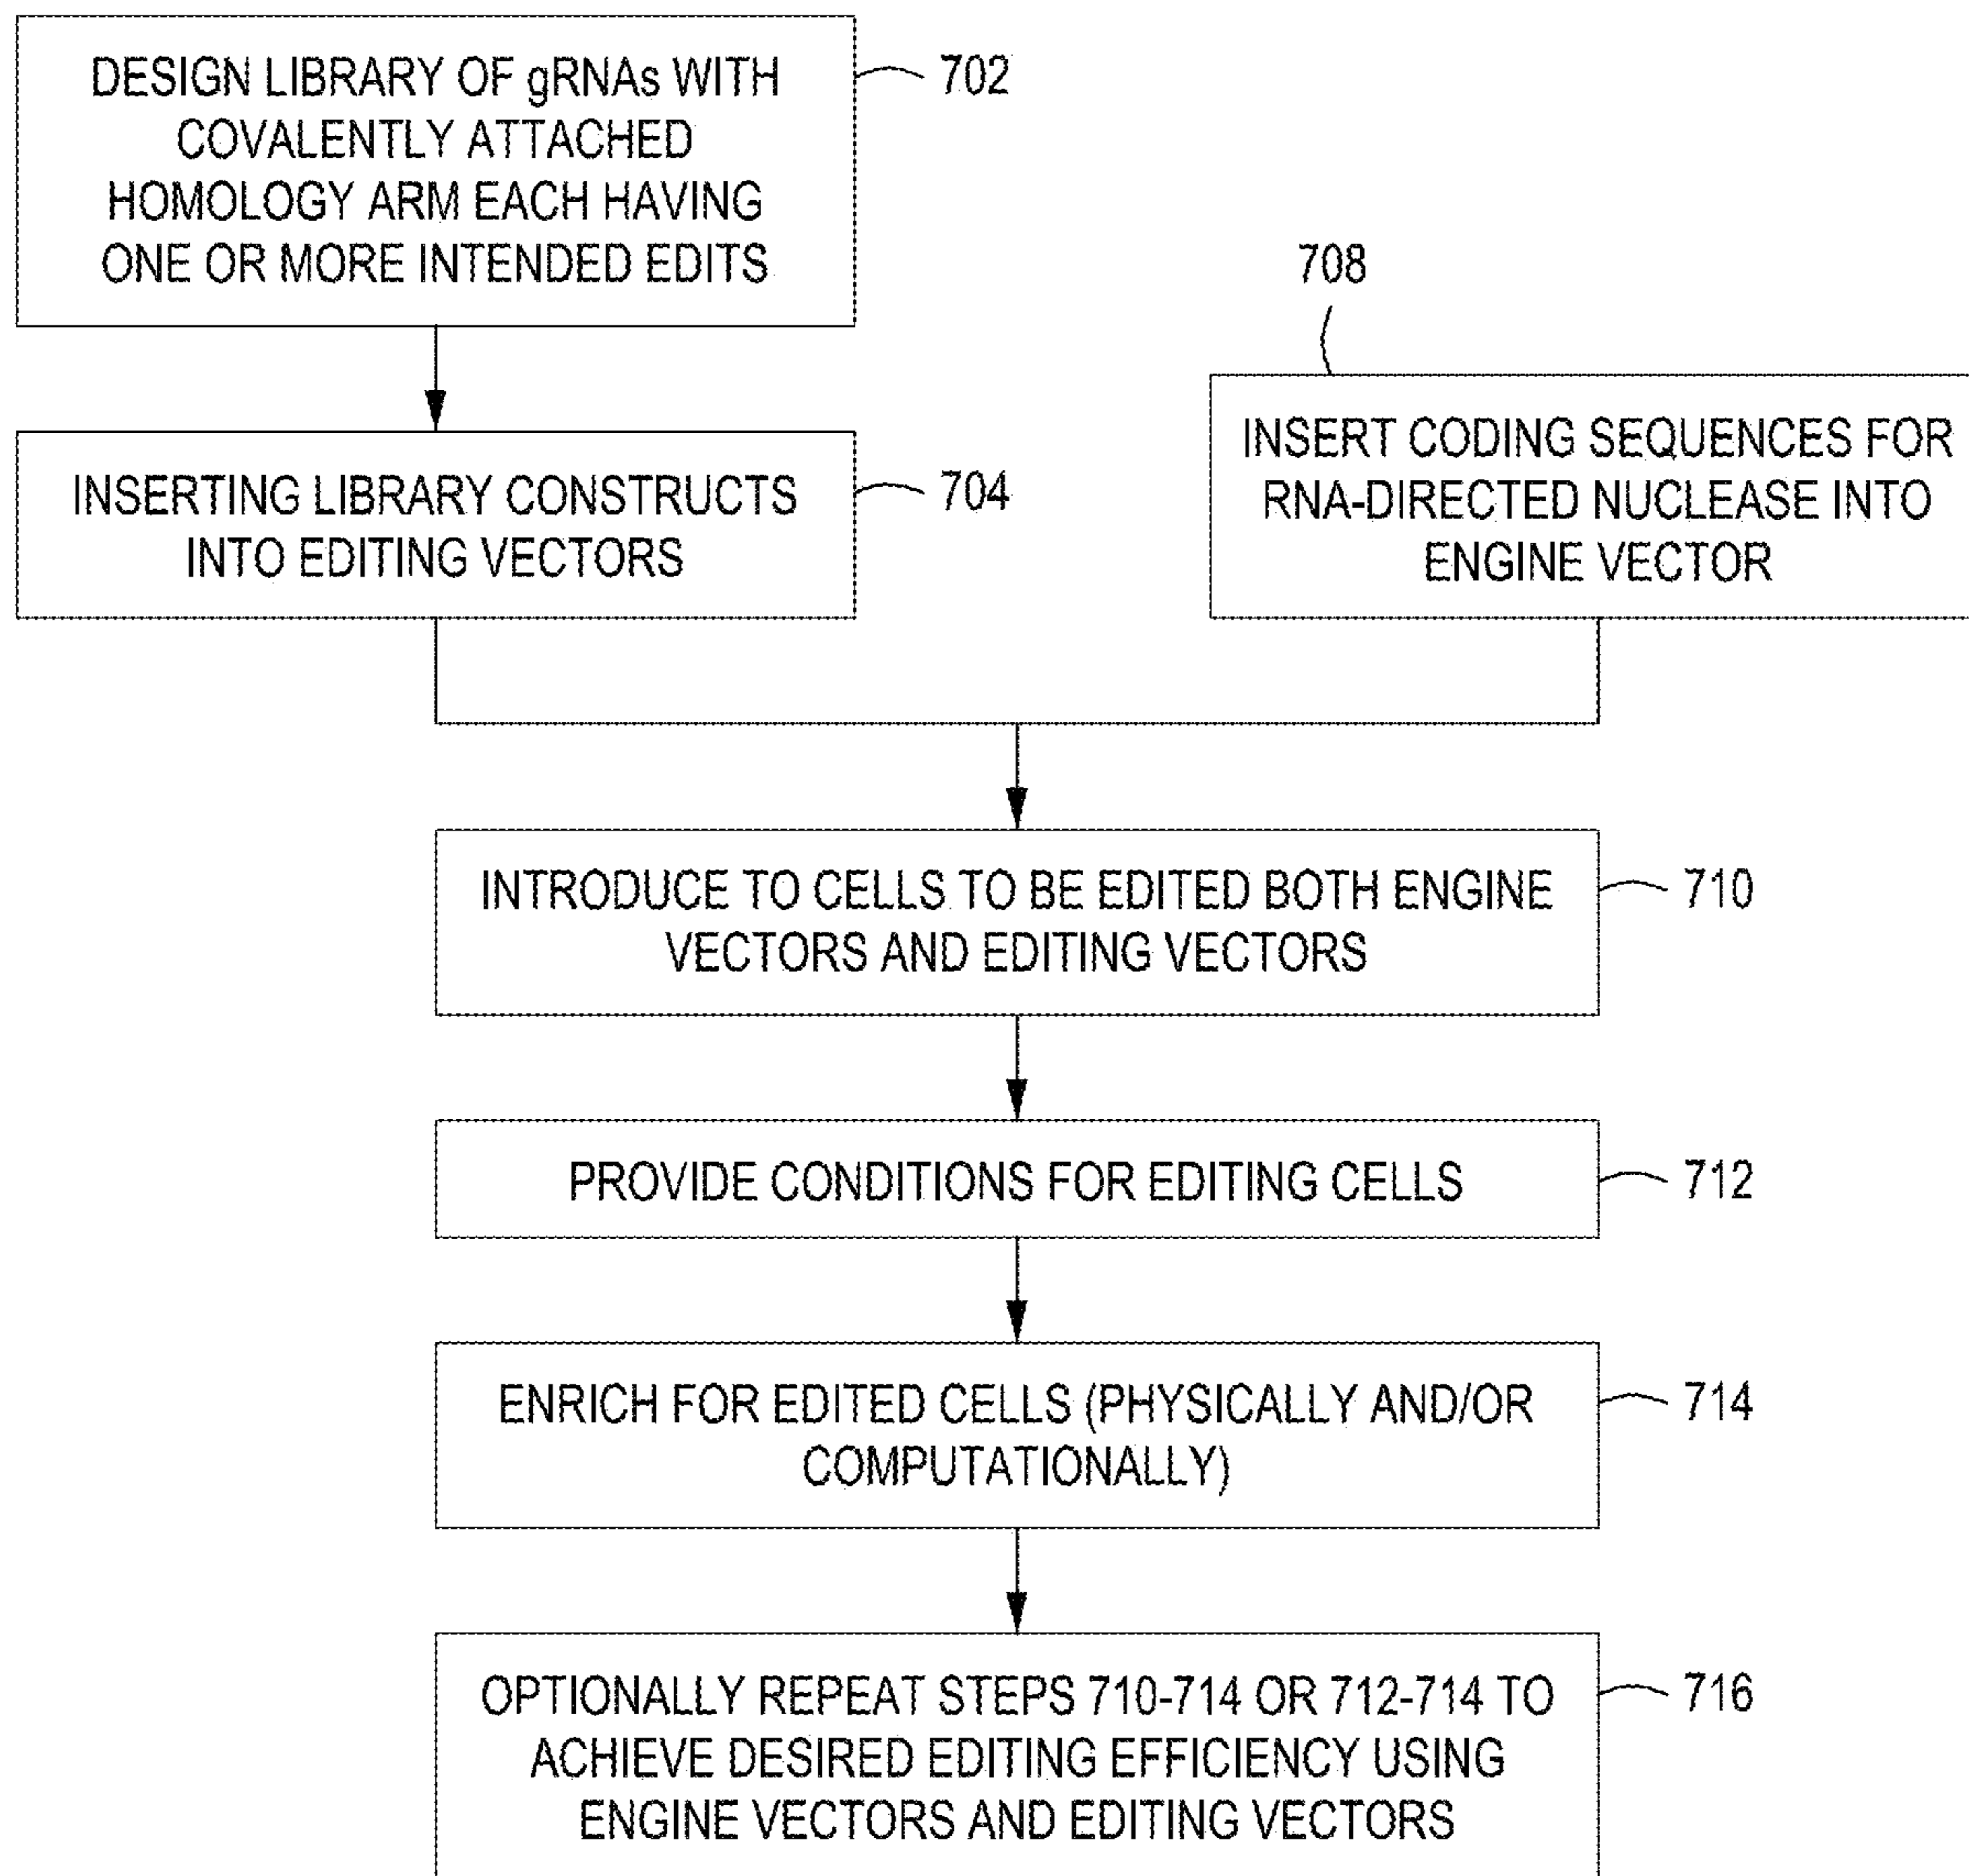 DESIGN LIBRARY OF gRNAs WITH
COVALENTLY ATTACHED
HOMOLOGY ARM EACH HAVING
ONE OR MORE INTENDED EDITS
702
INSERTING LIBRARY CONSTRUCTS
INTO EDITING VECTORS
704
708
INSERT CODING SEQUENCES FOR
RNA-DIRECTED NUCLEASE INTO
ENGINE VECTOR
INTRODUCE TO CELLS TO BE EDITED BOTH ENGINE
VECTORS AND EDITING VECTORS
710
PROVIDE CONDITIONS FOR EDITING CELLS
712
ENRICH FOR EDITED CELLS (PHYSICALLY AND/OR
COMPUTATIONALLY)
714
OPTIONALLY REPEAT STEPS 710-714 OR 712-714 TO
ACHIEVE DESIRED EDITING EFFICIENCY USING
ENGINE VECTORS AND EDITING VECTORS
716